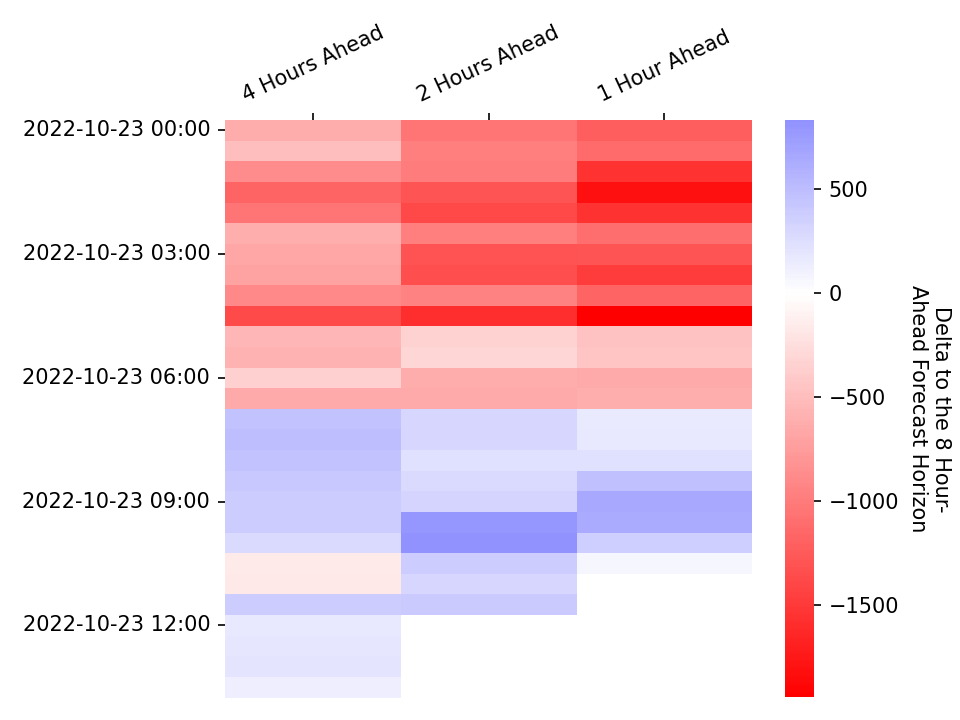 4 Hours Ahead
2 Hours Ahead
1 Hour Ahead
2022-10-23 00:00
2022-10-23 03:00
2022-10-23 06:00
2022-10-23 09:00
2022-10-23 12:00
500
0
−500
−1000
−1500
Delta to the 8 Hour-
Ahead Forecast Horizon